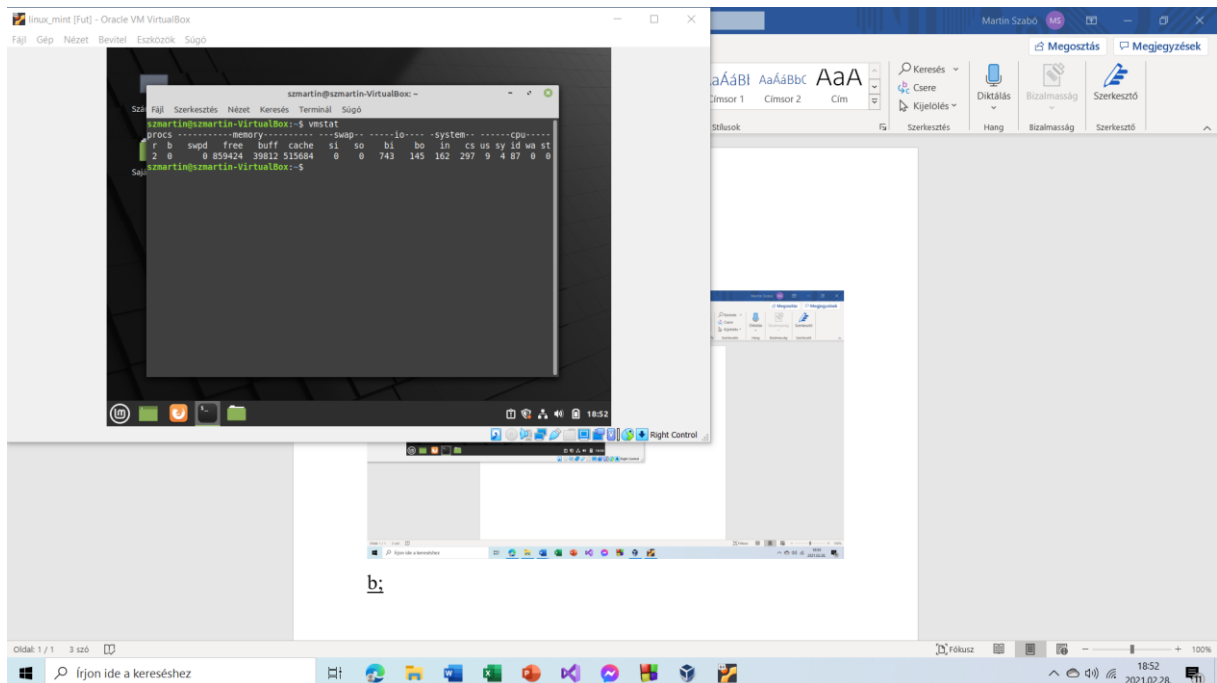 linux_mint [Fut] - Oracle VM VirtualBox
Fájl Gép Nézet Bevitel Eszközök Súgó
szmartin@szmartin-VirtualBox: ~
Fájl Szerkesztés Nézet Keresés Terminál Súgó
szmartin@szmartin-VirtualBox:~$ vmstat
procs -----------memory---------- ---swap-- -----io---- -system-- ------cpu-----
r b swpd free buff cache si so bi bo in cs us sy id wa st
2 0 0 859424 39812 515684 0 0 743 145 162 297 9 4 87 0 0
szmartin@szmartin-VirtualBox:~$
18:52
Right Control
Martin Szabó MS
Megosztás Megjegyzések
AaÁáBbC AaA
Címsor 1 Címsor 2 Cím
Stílusok
Keresés
Csere
Kijelölés
Szerkesztés
Diktálás
Hang
Bizalmasság
Bizalmasság
Szerkesztő
Szerkesztő
b;
Oldal: 1 / 1 3 szó
Fókusz
100%
Írjon ide a kereséshez
18:52
2021.02.28.